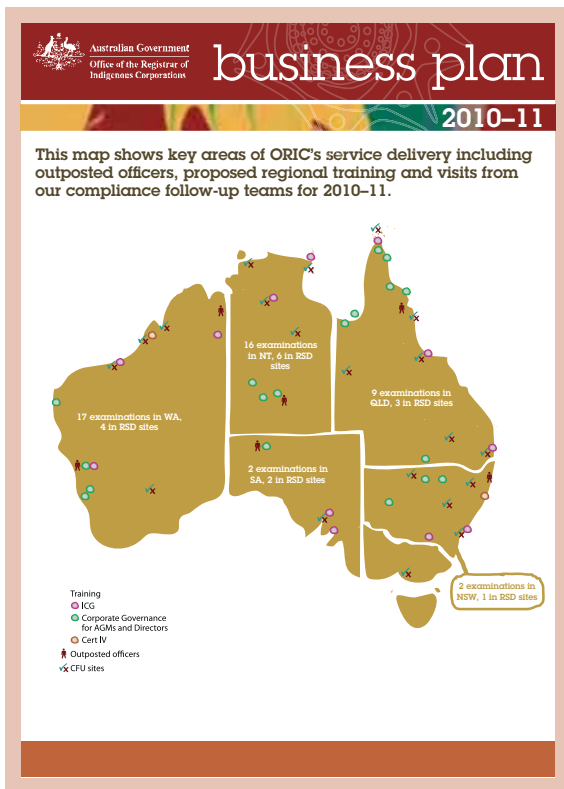 Australian Government
Office of the Registrar of
Indigenous Corporations
business plan
2010–11
This map shows key areas of ORIC's service delivery including
outposted officers, proposed regional training and visits from
our compliance follow-up teams for 2010–11.
16 examinations
in NT, 6 in RSD
sites
9 examinations in
QLD, 3 in RSD sites
17 examinations in WA,
4 in RSD sites
2 examinations in
SA, 2 in RSD sites
2 examinations in
NSW, 1 in RSD sites
Training
ICG
Corporate Governance
for AGMs and Directors
Cert IV
Outposted officers
CFU sites